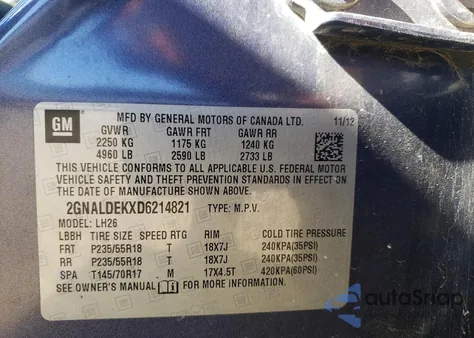 GM
MFD BY GENERAL MOTORS OF CANADA LTD. 11/12
GVWR GAWR FRT GAWR RR
2250 KG 1175 KG 1240 KG
4960 LB 2590 LB 2733 LB
THIS VEHICLE CONFORMS TO ALL APPLICABLE U.S. FEDERAL MOTOR
VEHICLE SAFETY AND THEFT PREVENTION STANDARDS IN EFFECT ON
THE DATE OF MANUFACTURE SHOWN ABOVE.
2GNALDEKXD6214821 TYPE: M.P.V.
MODEL: LH26
LBBH TIRE SIZE SPEED RTG RIM COLD TIRE PRESSURE
FRT P235/55R18 T 18X7J 240KPA(35PSI)
RR P235/55R18 T 18X7J 240KPA(35PSI)
SPA T145/70R17 M 17X4.5T 420KPA(60PSI)
SEE OWNER'S MANUAL FOR MORE INFORMATION.
autoSnap